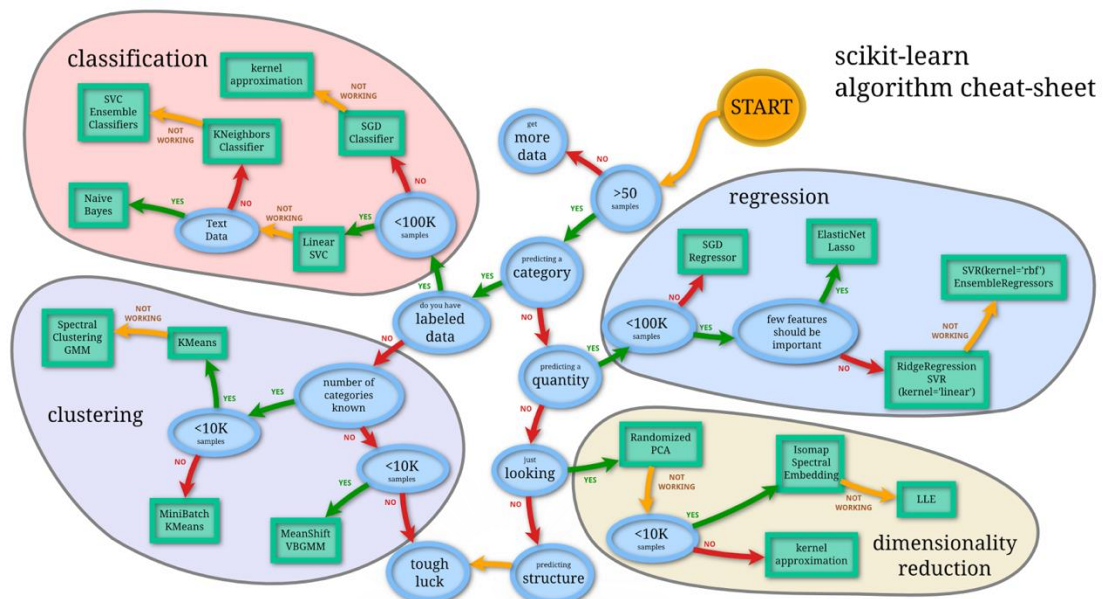 scikit-learn
algorithm cheat-sheet
START
>50
samples
NO
get
more
data
YES
predicting a
category
YES
do you have
labeled
data
YES
classification
<100K
samples
YES
Linear
SVC
NOT
WORKING
Text
Data
YES
Naive
Bayes
NO
KNeighbors
Classifier
NOT
WORKING
SVC
Ensemble
Classifiers
NO
SGD
Classifier
NOT
WORKING
kernel
approximation
NO
clustering
number of
categories
known
YES
<10K
samples
YES
KMeans
NOT
WORKING
Spectral
Clustering
GMM
NO
MiniBatch
KMeans
NO
<10K
samples
YES
MeanShift
VBGMM
NO
tough
luck
NO
predicting a
quantity
YES
regression
<100K
samples
NO
SGD
Regressor
YES
few features
should be
important
YES
ElasticNet
Lasso
NO
RidgeRegression
SVR
(kernel='linear')
NOT
WORKING
SVR(kernel='rbf')
EnsembleRegressors
NO
just
looking
YES
Randomized
PCA
NOT
WORKING
<10K
samples
YES
Isomap
Spectral
Embedding
NOT
WORKING
LLE
NO
kernel
approximation
dimensionality
reduction
NO
predicting
structure